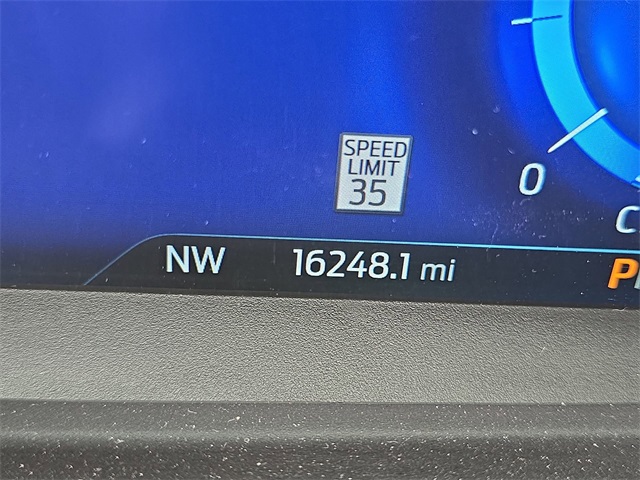 SPEED
LIMIT
35
0
NW 16248.1 mi